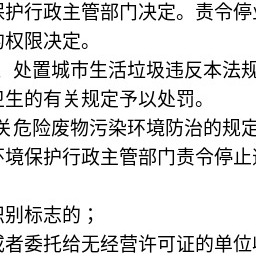 保护行政主管部门决定。责令停业
的权限决定。
、处置城市生活垃圾违反本法规
卫生的有关规定予以处罚。
关危险废物污染环境防治的规定
环境保护行政主管部门责令停止违
识别标志的；
或者委托给无经营许可证的单位收